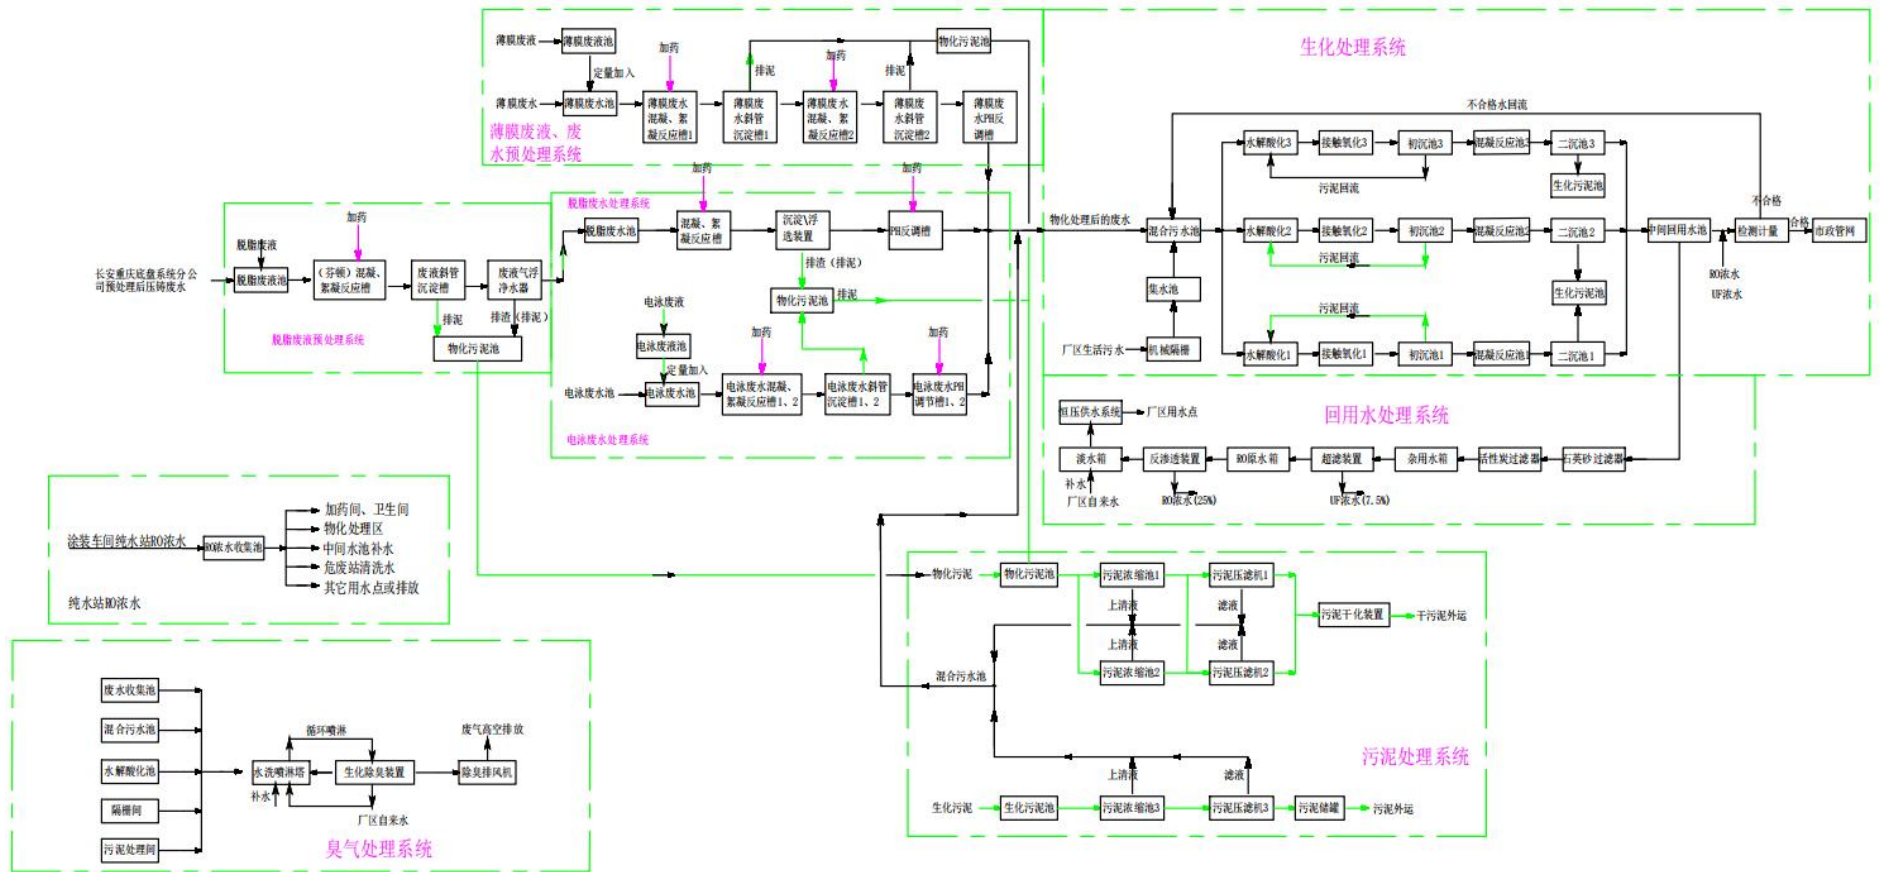 薄膜废液
薄膜废液池
定量加入
薄膜废水
薄膜废水池
加药
薄膜废水
混凝、絮
凝反应槽1
排泥
薄膜废
水斜管
沉淀槽1
加药
薄膜废水
混凝、絮
凝反应槽2
排泥
薄膜废
水斜管
沉淀槽2
物化污泥池
薄膜废
水PH反
调槽
薄膜废液、废
水预处理系统
长安重庆底盘系统分公
司预处理后压铸废水
脱脂废液
脱脂废液池
加药
（芬顿）混凝、
絮凝反应槽
废液斜管
沉淀槽
废液气浮
净水器
排泥
排渣（排泥）
物化污泥池
脱脂废液预处理系统
脱脂废水处理系统
脱脂废水池
加药
混凝、絮
凝反应槽
沉淀\浮
选装置
加药
PH反调槽
排渣（排泥）
物化污泥池
排泥
电泳废液
电泳废液池
定量加入
电泳废水池
电泳废水池
加药
电泳废水混凝、
絮凝反应槽1、2
电泳废水斜管
沉淀槽1、2
加药
电泳废水PH
调节槽1、2
电泳废水处理系统
生化处理系统
不合格水回流
物化处理后的废水
混合污水池
集水池
厂区生活污水
机械隔栅
水解酸化3
接触氧化3
初沉池3
混凝反应池3
二沉池3
污泥回流
生化污泥池
水解酸化2
接触氧化2
初沉池2
混凝反应池2
二沉池2
污泥回流
生化污泥池
污泥回流
水解酸化1
接触氧化1
初沉池1
混凝反应池1
二沉池1
中间回用水池
不合格
检测计量
合格
市政管网
RO浓水
UF浓水
回用水处理系统
恒压供水系统
厂区用水点
淡水箱
反渗透装置
RO原水箱
超滤装置
杂用水箱
活性炭过滤器
石英砂过滤器
补水
厂区自来水
RO浓水(25%)
UF浓水(7.5%)
涂装车间纯水站RO浓水
RO浓水收集池
加药间、卫生间
物化处理区
中间水池补水
危废站清洗水
其它用水点或排放
纯水站RO浓水
物化污泥
物化污泥池
污泥浓缩池1
污泥压滤机1
上清液
滤液
污泥干化装置
干污泥外运
上清液
滤液
污泥浓缩池2
污泥压滤机2
混合污水池
污泥处理系统
上清液
滤液
生化污泥
生化污泥池
污泥浓缩池3
污泥压滤机3
污泥储罐
污泥外运
废水收集池
混合污水池
水解酸化池
隔栅间
污泥处理间
循环喷淋
水洗喷淋塔
生化除臭装置
除臭排风机
废气高空排放
补水
厂区自来水
臭气处理系统